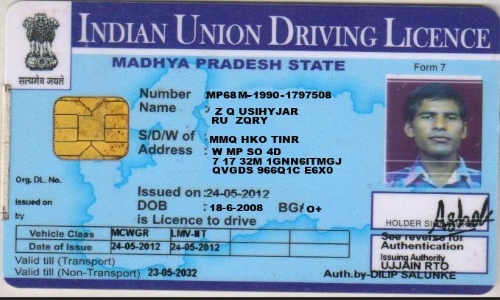 INDIAN UNION DRIVING LICENCE
सत्यमेव जयते
MADHYA PRADESH STATE
Form 7
Number MP68M-1990-1797508
Name : Z Q USIHYJAR
RU ZQRY
S/D/W of : MMQ HKO TINR
Address : W MP SO 4D
7 17 32M 1GNN6ITMGJ
QVGDS 966Q1C E6X0
Org. DL. No.
Issued on :24-05-2012
Issued on
by
DOB : 18-6-2008 BG/ O+
is Licence to drive
HOLDER
Vehicle Class MCWGR LMV-NT
Date of Issue 24-05-2012 24-05-2012
Valid till (Transport)
Valid till (Non-Transport) 23-05-2032
See reverse for
Authentication
Issuing Authority
UJJAIN RTO
Auth.by-DILIP SALUNKE